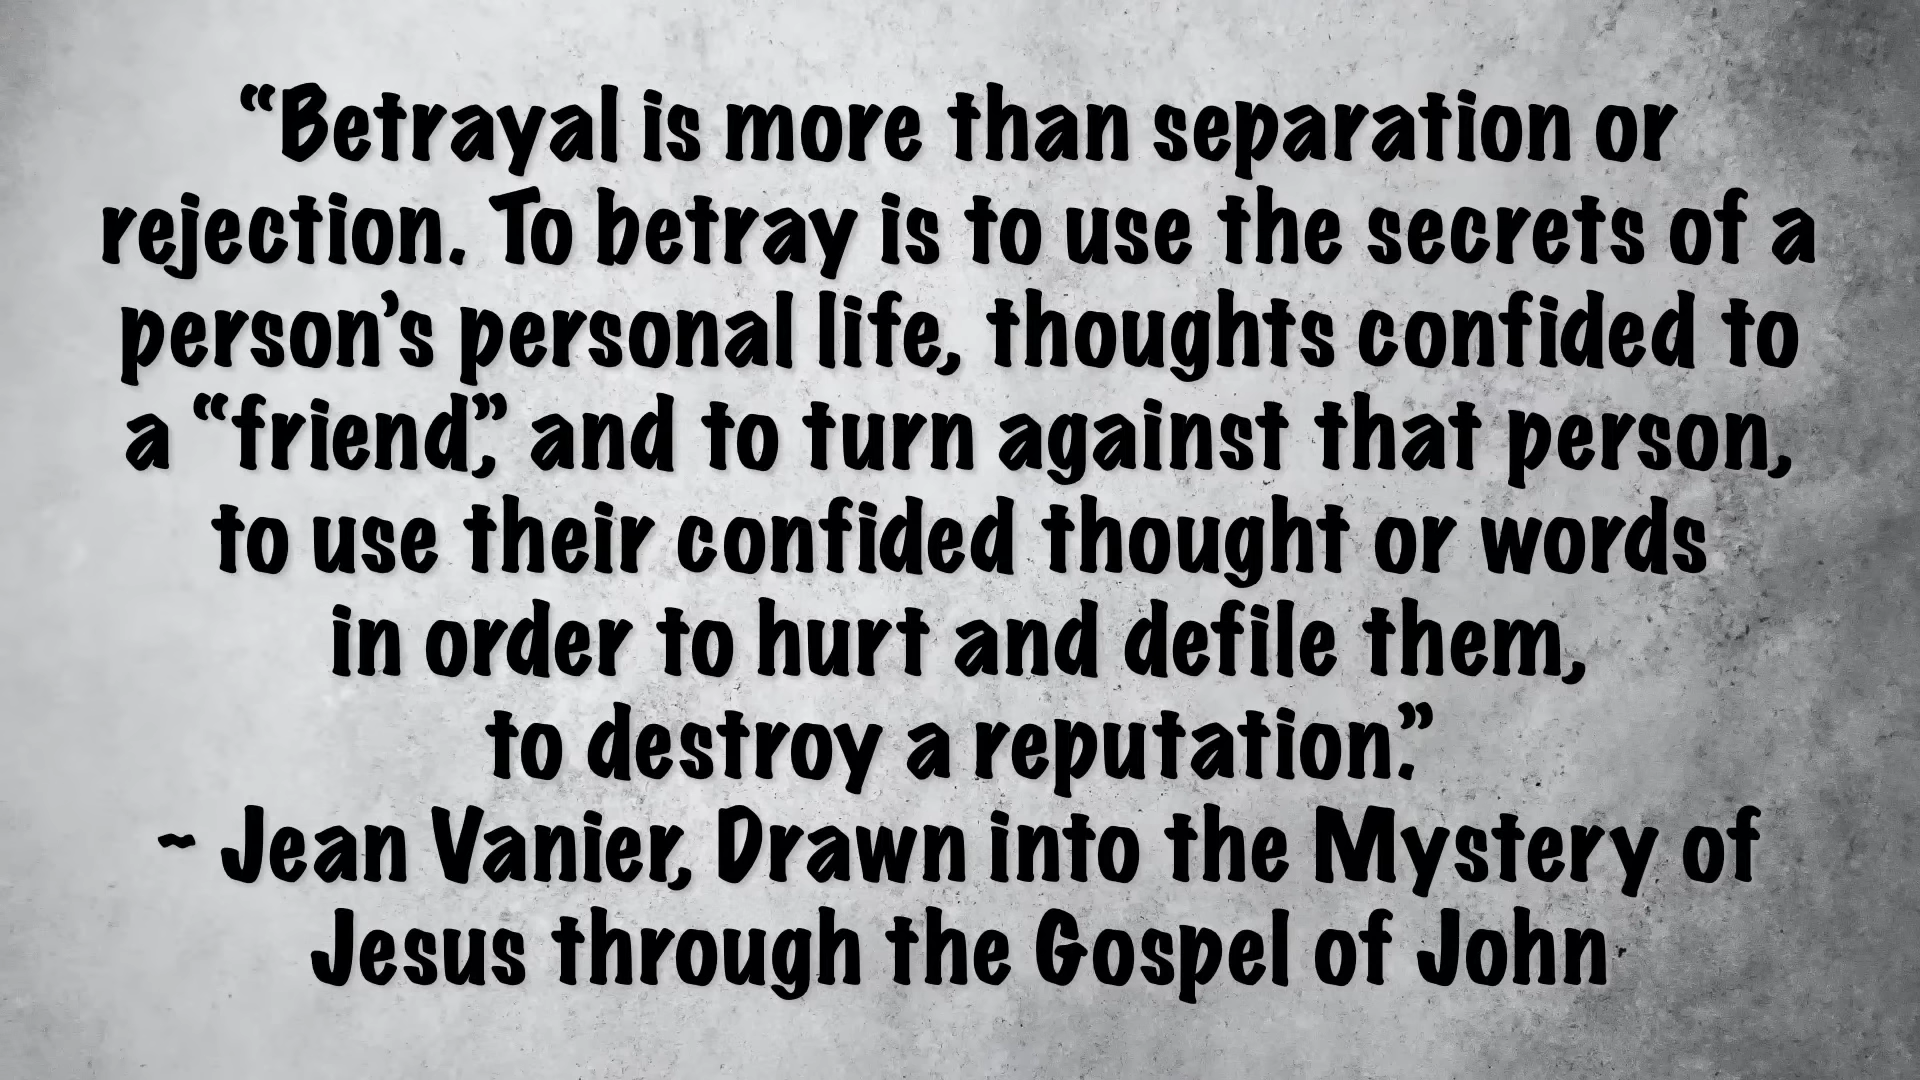 “Betrayal is more than separation or
rejection. To betray is to use the secrets of a
person’s personal life, thoughts confided to
a “friend”, and to turn against that person,
to use their confided thought or words
in order to hurt and defile them,
to destroy a reputation.”
~ Jean Vanier, Drawn into the Mystery of
Jesus through the Gospel of John